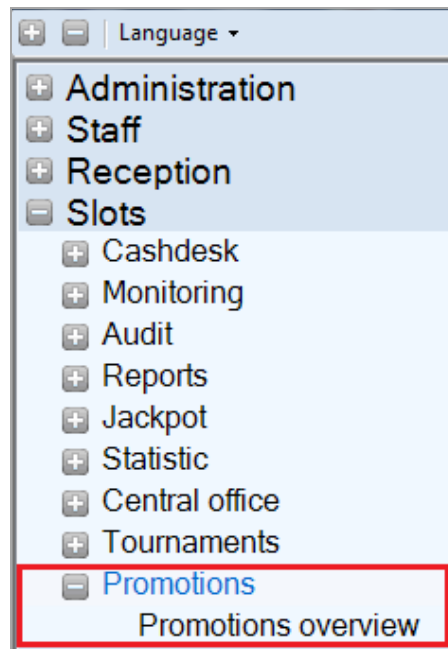 Language
Administration
Staff
Reception
Slots
Cashdesk
Monitoring
Audit
Reports
Jackpot
Statistic
Central office
Tournaments
Promotions
Promotions overview